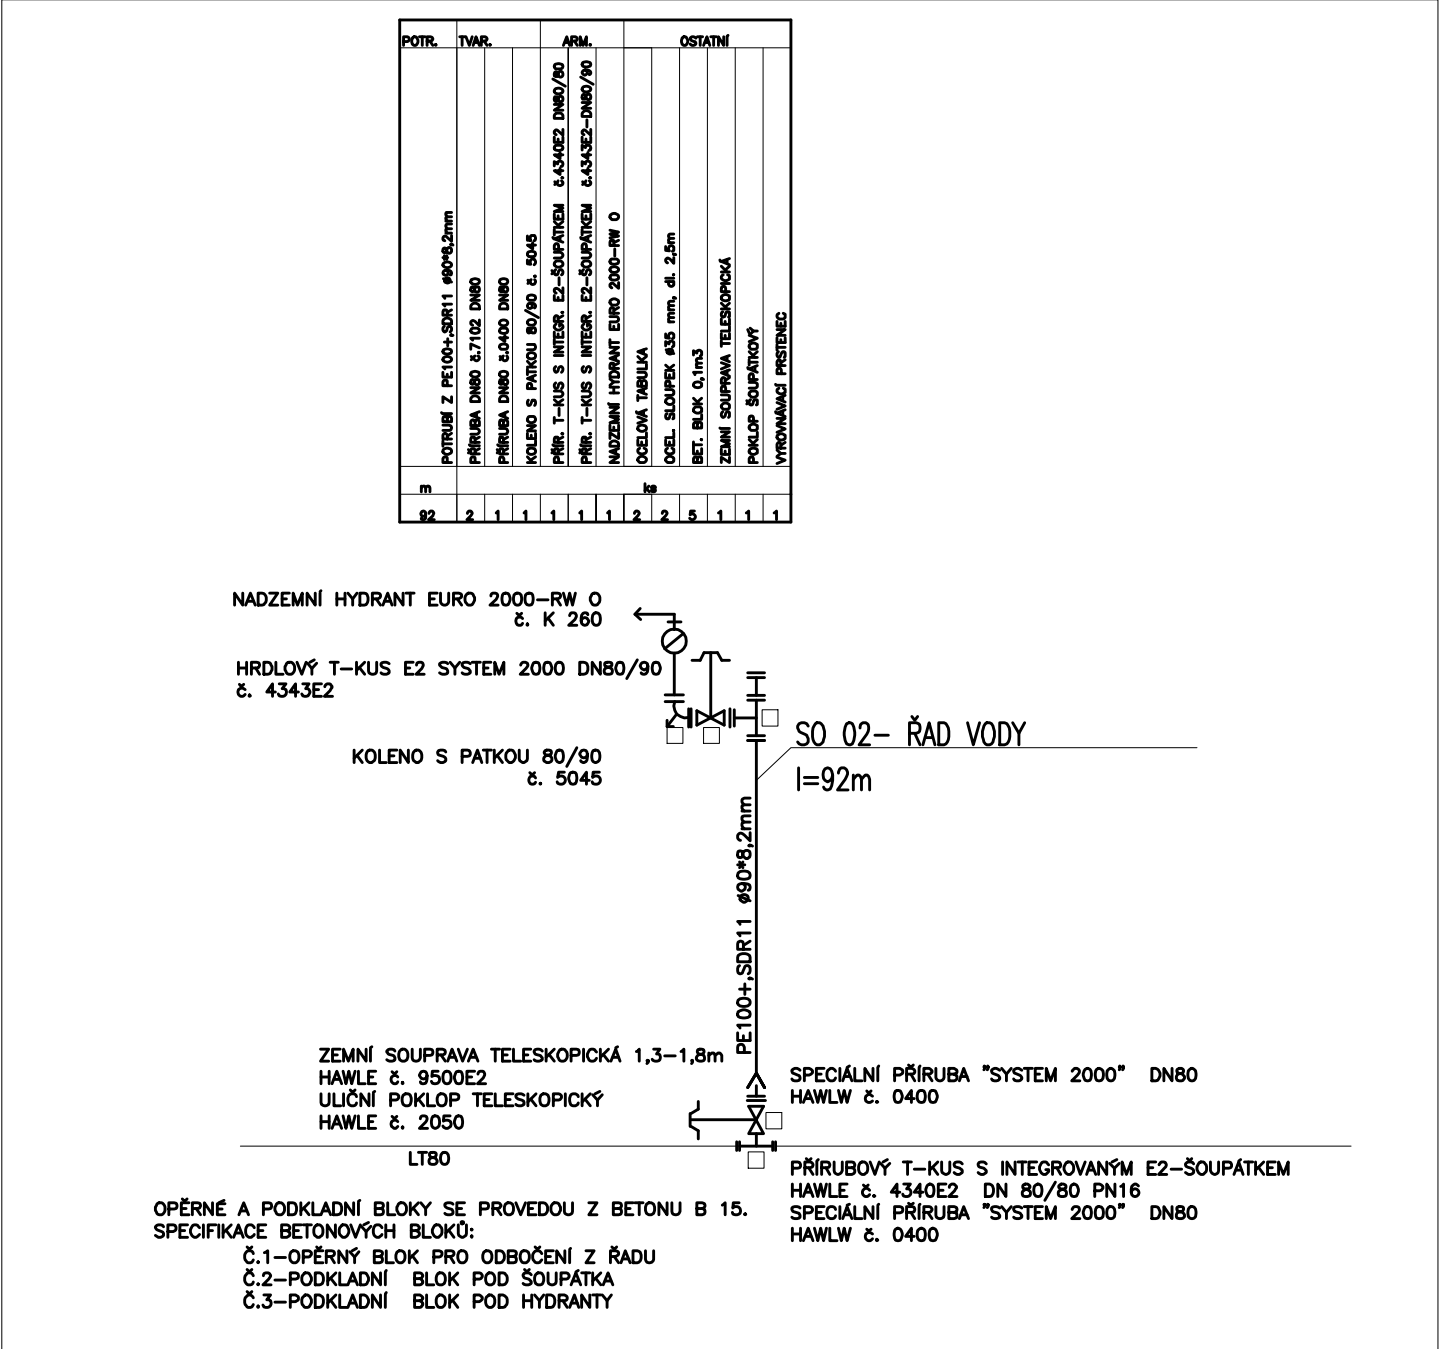 POTR. TVAR. ARM. OSTATNÍ
POTRUBÍ Z PE100+,SDR11 ø90*8,2mm
PŘÍRUBA DN80 č.7102 DN80
PŘÍRUBA DN80 č.0400 DN80
KOLENO S PATKOU 80/90 č. 5045
PŘÍR. T-KUS S INTEGR. E2-ŠOUPÁTKEM č.4340E2 DN80/80
PŘÍR. T-KUS S INTEGR. E2-ŠOUPÁTKEM č.4343E2-DN80/90
NADZEMNÍ HYDRANT EURO 2000-RW O
OCELOVÁ TABULKA
OCEL. SLOUPEK ø35 mm, dl. 2,5m
BET. BLOK 0,1m3
ZEMNÍ SOUPRAVA TELESKOPICKÁ
POKLOP ŠOUPÁTKOVÝ
VYROVNÁVACÍ PRSTENEC
m ks
92 2 1 1 1 1 1 2 2 5 1 1 1
NADZEMNÍ HYDRANT EURO 2000-RW O
č. K 260
HRDLOVÝ T-KUS E2 SYSTEM 2000 DN80/90
č. 4343E2
KOLENO S PATKOU 80/90
č. 5045
SO 02- ŘAD VODY
l=92m
PE100+,SDR11 ø90*8,2mm
ZEMNÍ SOUPRAVA TELESKOPICKÁ 1,3-1,8m
HAWLE č. 9500E2
ULIČNÍ POKLOP TELESKOPICKÝ
HAWLE č. 2050
SPECIÁLNÍ PŘÍRUBA "SYSTEM 2000" DN80
HAWLW č. 0400
LT80
PŘÍRUBOVÝ T-KUS S INTEGROVANÝM E2-ŠOUPÁTKEM
HAWLE č. 4340E2 DN 80/80 PN16
SPECIÁLNÍ PŘÍRUBA "SYSTEM 2000" DN80
HAWLW č. 0400
OPĚRNÉ A PODKLADNÍ BLOKY SE PROVEDOU Z BETONU B 15.
SPECIFIKACE BETONOVÝCH BLOKŮ:
Č.1-OPĚRNÝ BLOK PRO ODBOČENÍ Z ŘADU
Č.2-PODKLADNÍ BLOK POD ŠOUPÁTKA
Č.3-PODKLADNÍ BLOK POD HYDRANTY